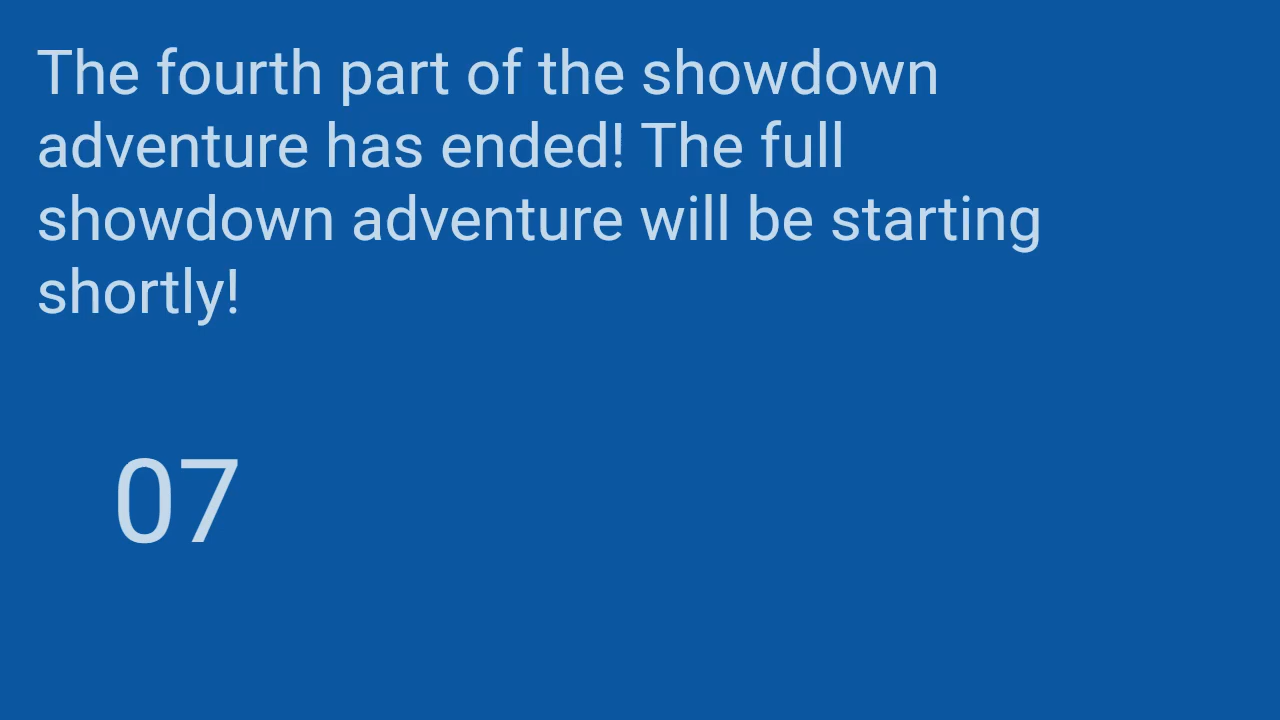 The fourth part of the showdown
adventure has ended! The full
showdown adventure will be starting
shortly!
07